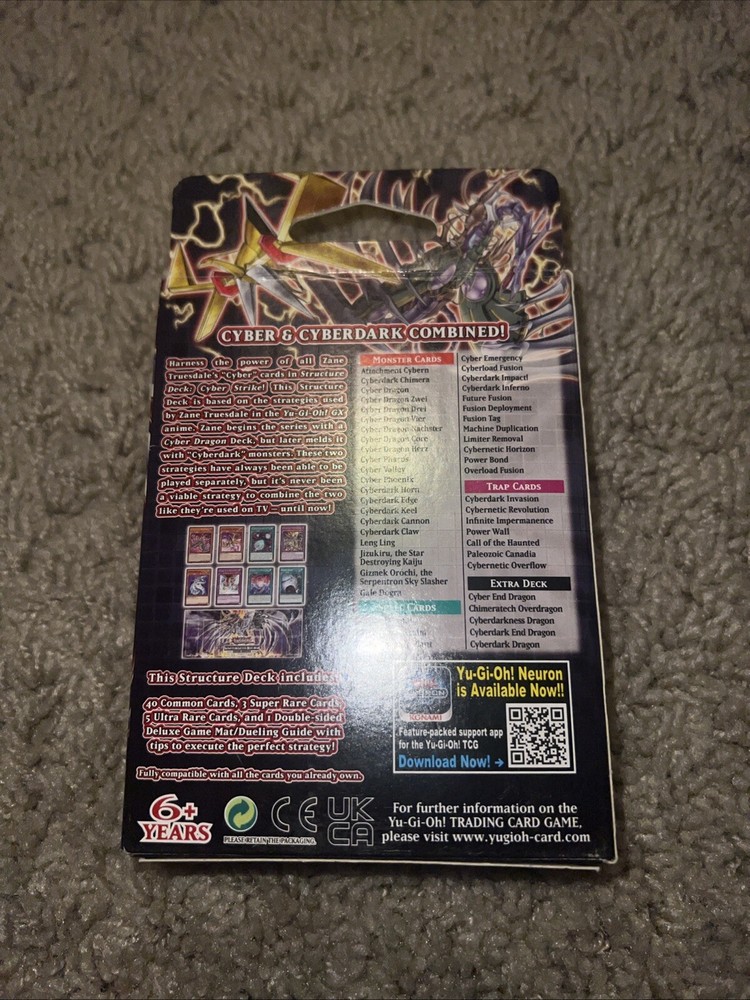 CYBER & CYBERDARK COMBINED!
Harness the power of all Zane
Truesdale's "Cyber" cards in Structure
Deck: Cyber Strike! This Structure
Deck is based on the strategies used
by Zane Truesdale in the Yu-Gi-Oh! GX
anime. Zane begins the series with a
Cyber Dragon Deck, but later melds it
with "Cyberdark" monsters. These two
strategies have always been able to be
played separately, but it's never been
a viable strategy to combine the two
like they're used on TV—until now!
MONSTER CARDS
Attachment Cybern
Cyberdark Chimera
Cyber Dragon
Cyber Dragon Zwei
Cyber Dragon Drei
Cyber Dragon Vier
Cyber Dragon Nachster
Cyber Dragon Core
Cyber Dragon Herz
Cyber Pharos
Cyber Valley
Cyber Phoenix
Cyberdark Horn
Cyberdark Edge
Cyberdark Keel
Cyberdark Cannon
Cyberdark Claw
Leng Ling
Jizukiru, the Star
Destroying Kaiju
Gizmek Orochi, the
Serpentron Sky Slasher
Gale Dogra
CARDS
Cyber Emergency
Cyberload Fusion
Cyberdark Impact!
Cyberdark Inferno
Future Fusion
Fusion Deployment
Fusion Tag
Machine Duplication
Limiter Removal
Cybernetic Horizon
Power Bond
Overload Fusion
TRAP CARDS
Cyberdark Invasion
Cybernetic Revolution
Infinite Impermanence
Power Wall
Call of the Haunted
Paleozoic Canadia
Cybernetic Overflow
EXTRA DECK
Cyber End Dragon
Chimeratech Overdragon
Cyberdarkness Dragon
Cyberdark End Dragon
Cyberdark Dragon
This Structure Deck includes:
40 Common Cards, 3 Super Rare Cards,
5 Ultra Rare Cards, and 1 Double-sided
Deluxe Game Mat/Dueling Guide with
tips to execute the perfect strategy!
Fully compatible with all the cards you already own.
Yu-Gi-Oh! Neuron
is Available Now!!
KONAMI
Feature-packed support app
for the Yu-Gi-Oh! TCG
Download Now! →
6+
YEARS
PLEASE RETAIN THE PACKAGING
CE
UK
CA
For further information on the
Yu-Gi-Oh! TRADING CARD GAME,
please visit www.yugioh-card.com